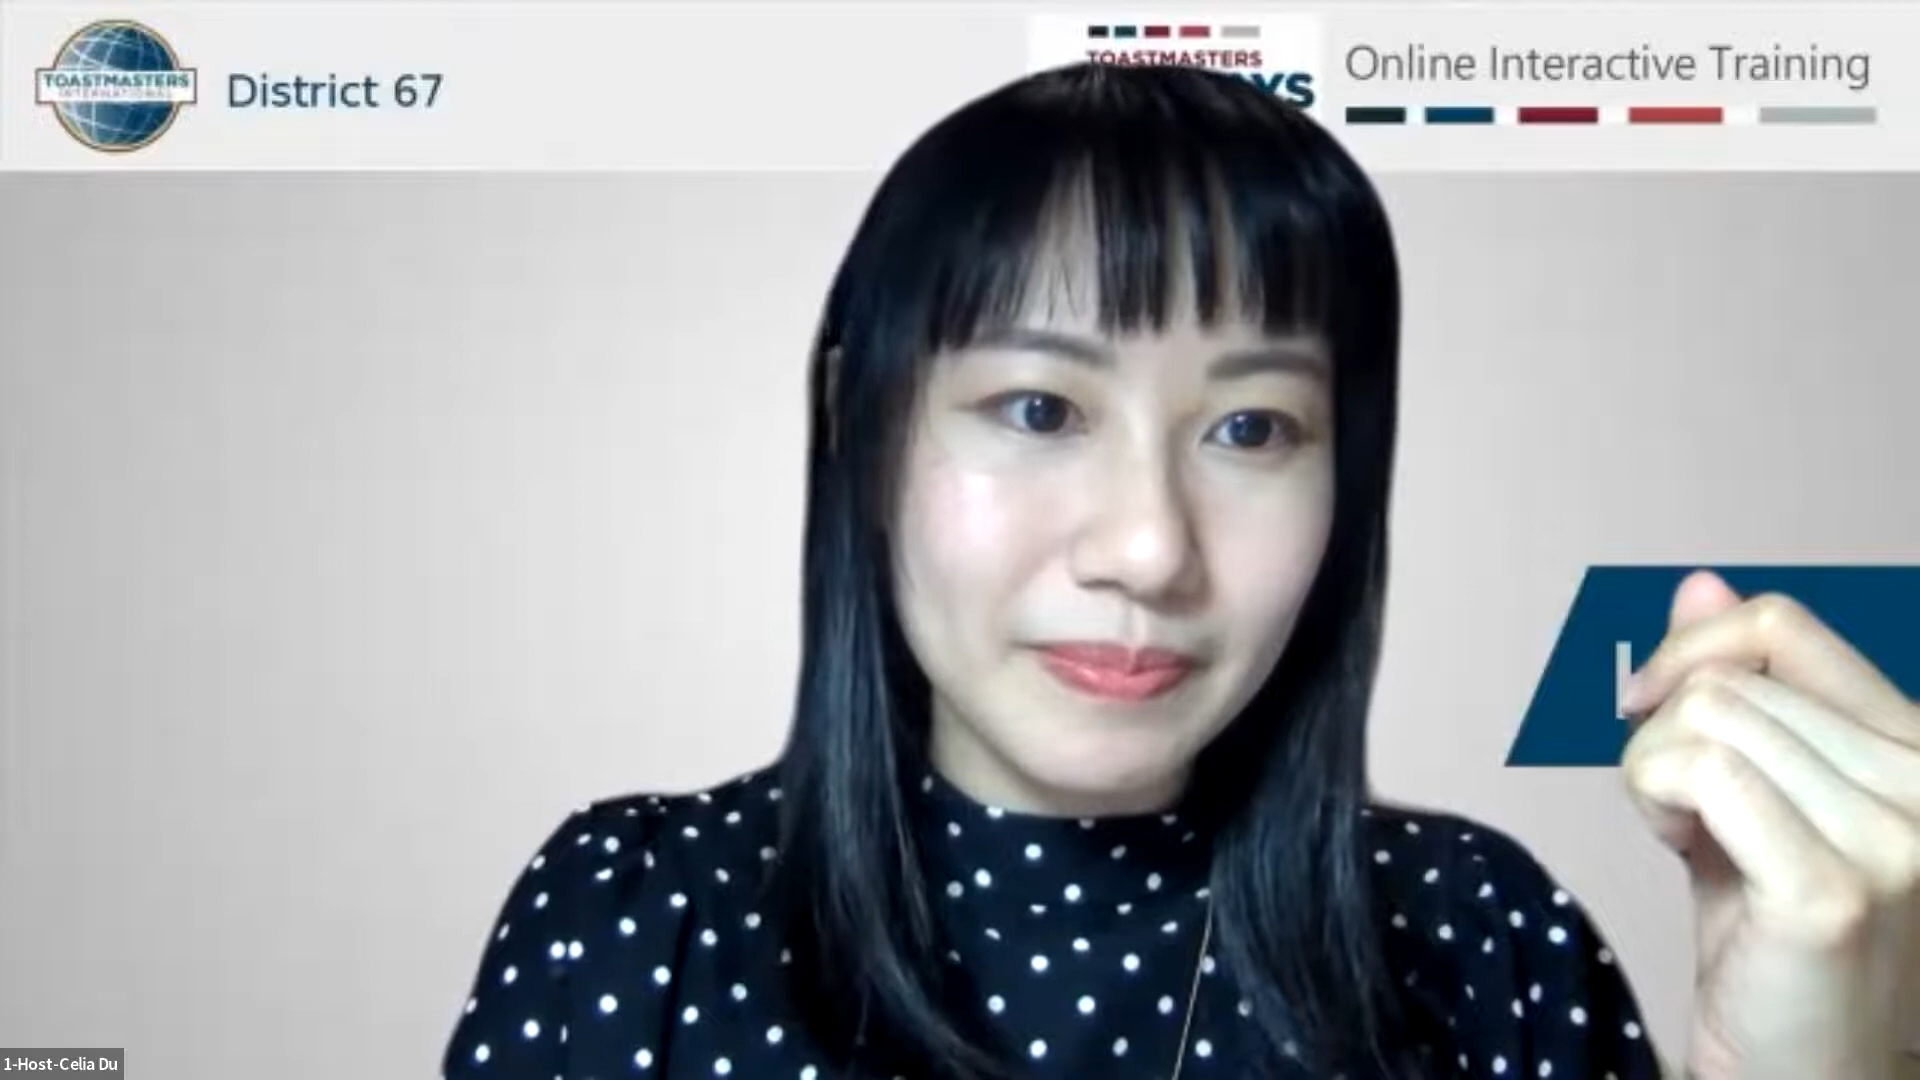 TOASTMASTERS
INTERNATIONAL
District 67
TOASTMASTERS
Online Interactive Training
1-Host-Celia Du